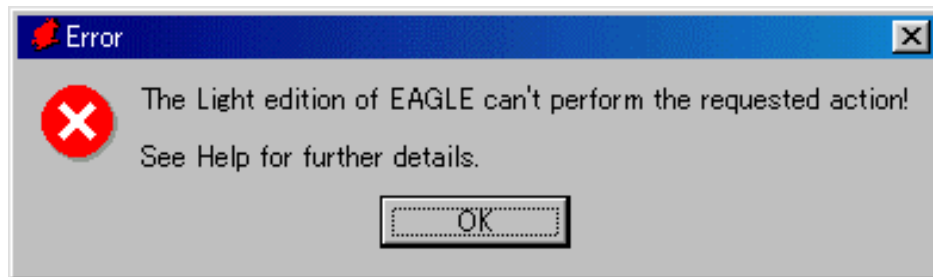 Error
The Light edition of EAGLE can't perform the requested action!
See Help for further details.
OK